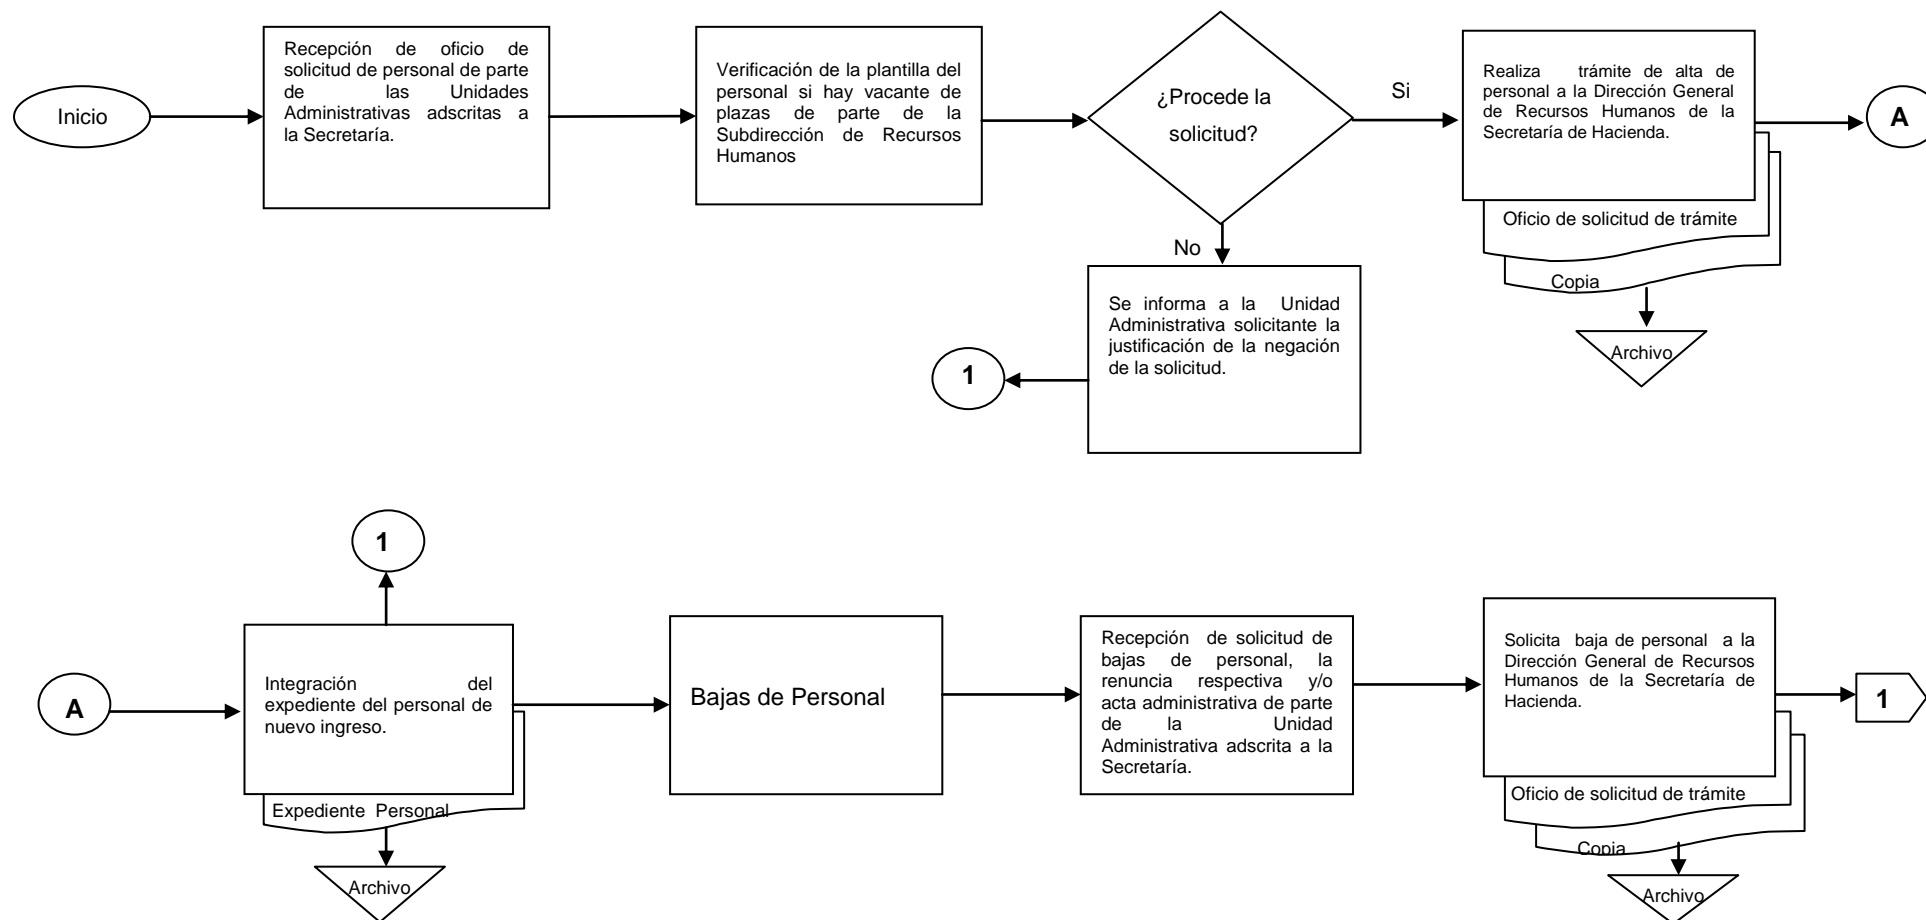 Inicio
Recepción de oficio de
solicitud de personal de parte
de las Unidades
Administrativas adscritas a
la Secretaría.
Verificación de la plantilla del
personal si hay vacante de
plazas de parte de la
Subdirección de Recursos
Humanos
¿Procede la
solicitud?
Si
No
Realiza trámite de alta de
personal a la Dirección General
de Recursos Humanos de la
Secretaría de Hacienda.
A
Oficio de solicitud de trámite
Copia
Archivo
Se informa a la Unidad
Administrativa solicitante la
justificación de la negación
de la solicitud.
1
1
A
Integración del
expediente del personal de
nuevo ingreso.
Expediente Personal
Archivo
Bajas de Personal
Recepción de solicitud de
bajas de personal, la
renuncia respectiva y/o
acta administrativa de parte
de la Unidad
Administrativa adscrita a la
Secretaría.
Solicita baja de personal a la
Dirección General de Recursos
Humanos de la Secretaría de
Hacienda.
1
Oficio de solicitud de trámite
Copia
Archivo